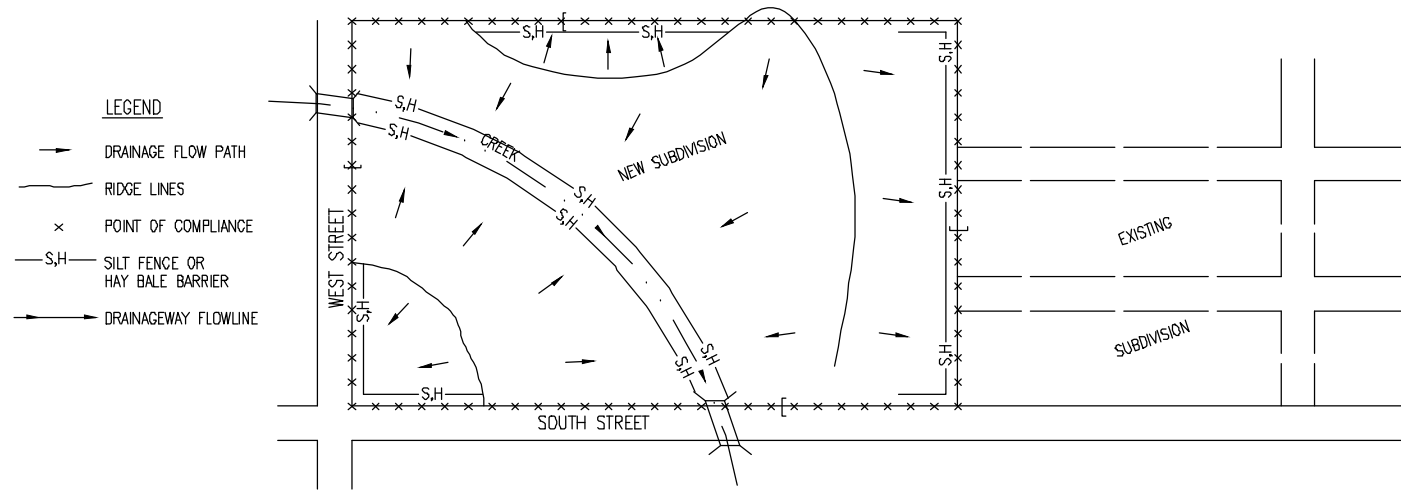 LEGEND
DRAINAGE FLOW PATH
RIDGE LINES
× POINT OF COMPLIANCE
S,H SILT FENCE OR
HAY BALE BARRIER
DRAINAGEWAY FLOWLINE
S,H
S,H
S,H
S,H
S,H
CREEK
NEW SUBDIVISION
S,H
S,H
S,H
WEST STREET
EXISTING
S,H
SUBDIVISION
S,H
S,H
S,H
S,H
SOUTH STREET